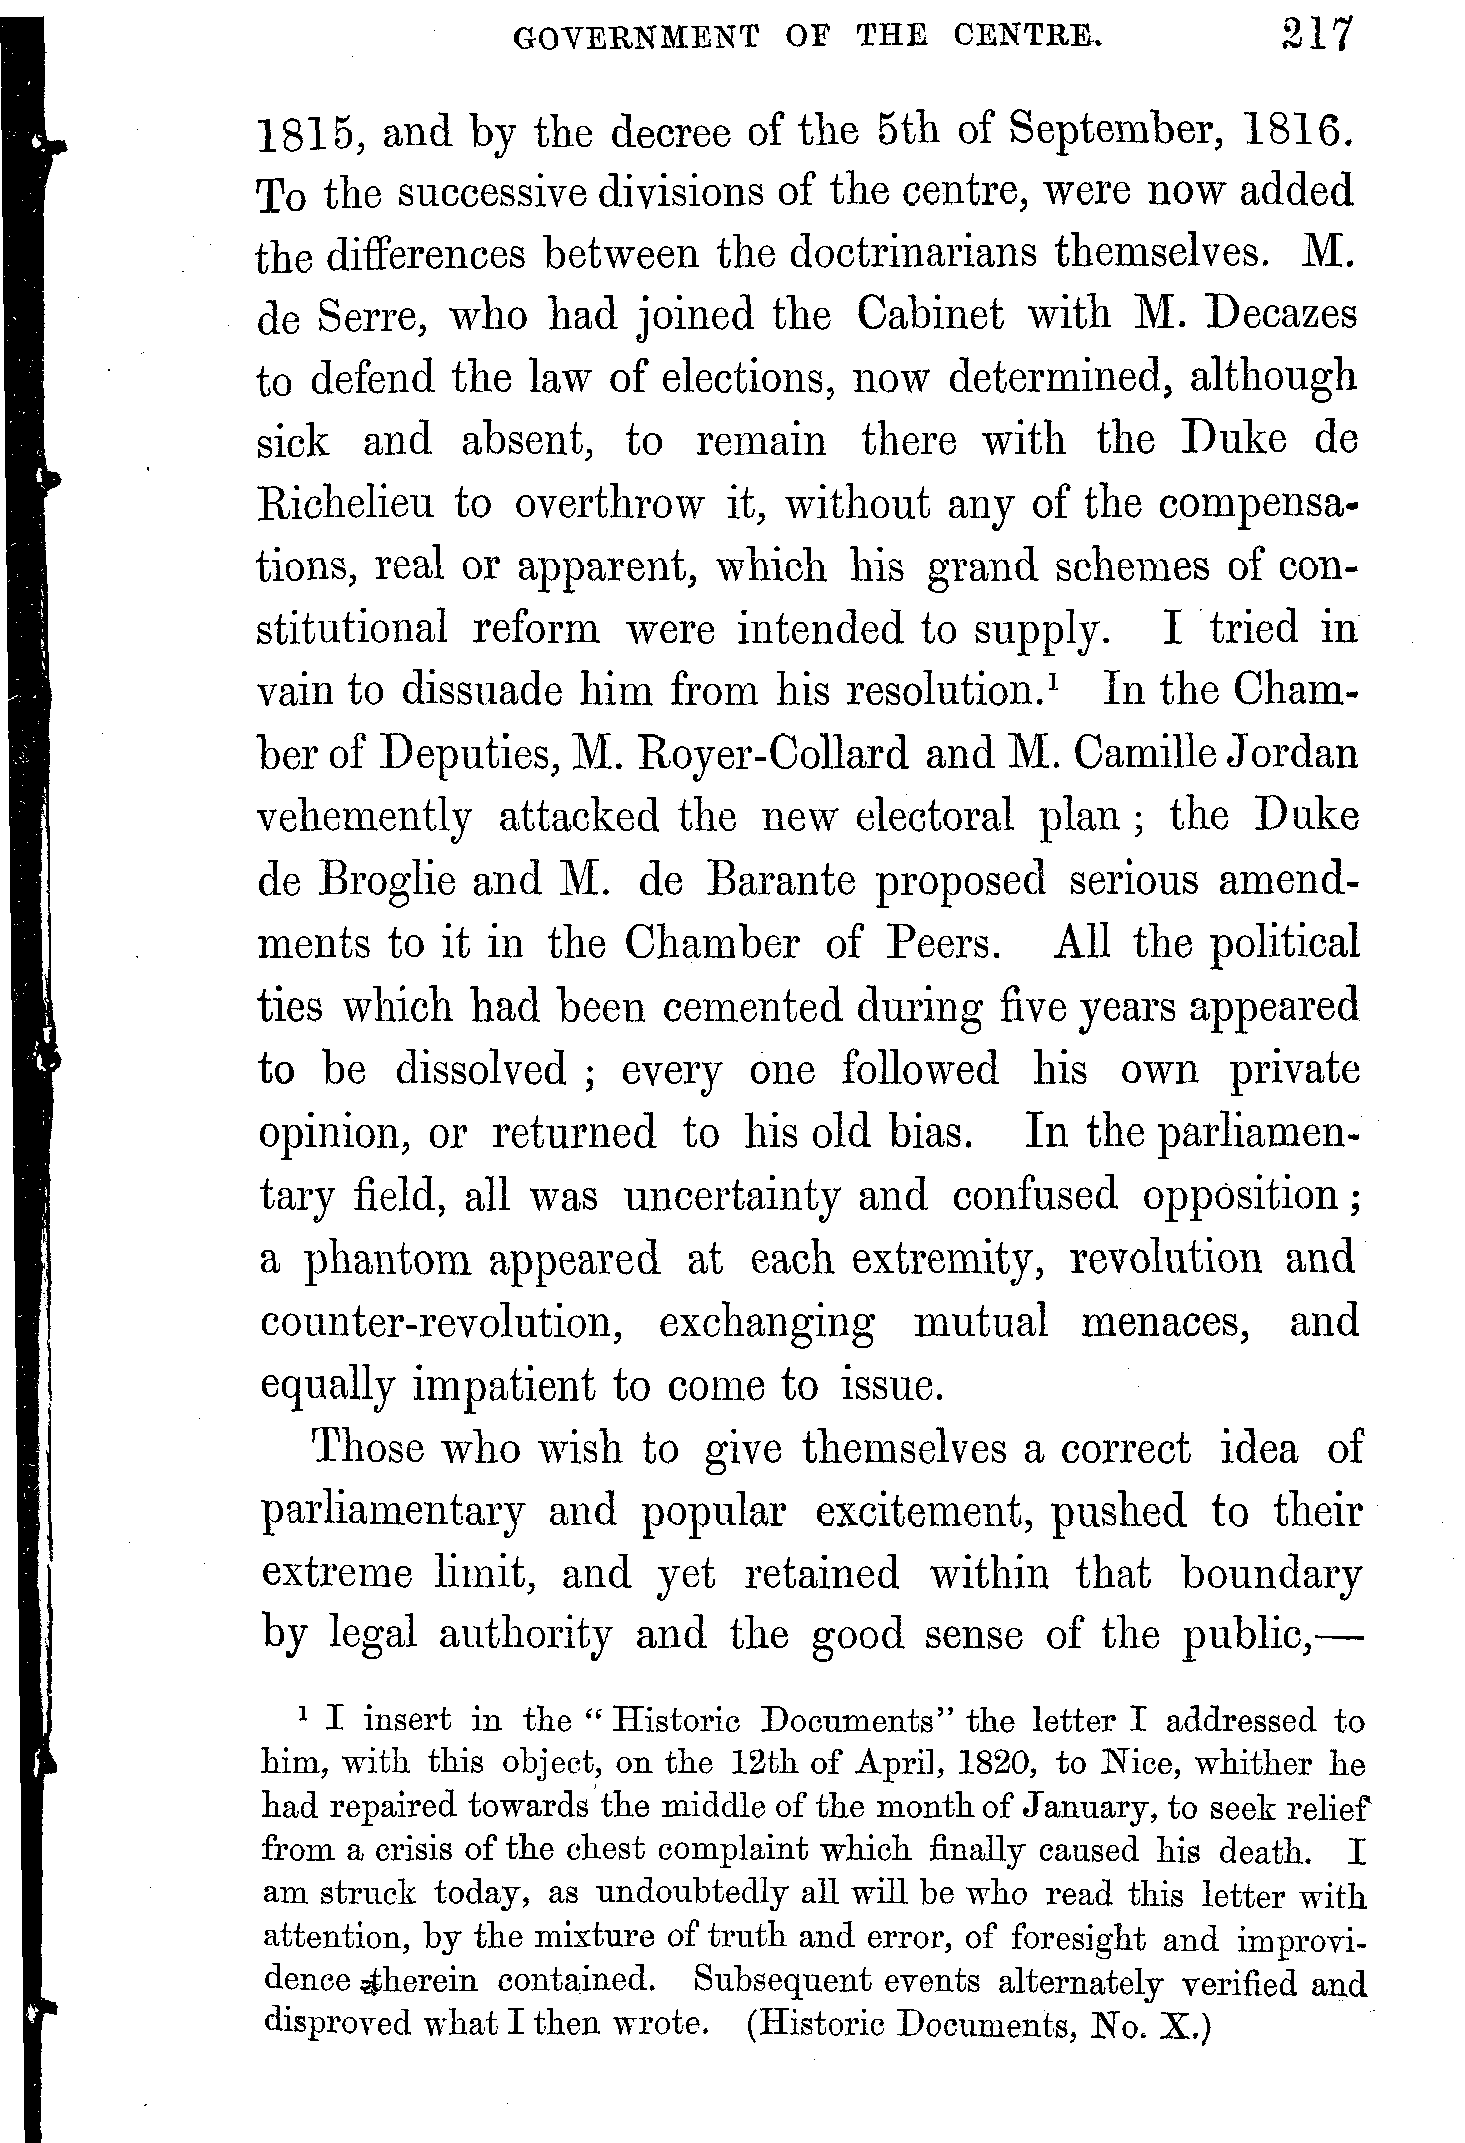 GOVERNMENT OF THE CENTRE. 217
1815, and by the decree of the 5th of September, 1816.
To the successive divisions of the centre, were now added
the differences between the doctrinarians themselves. M.
de Serre, who had joined the Cabinet with M. Decazes
to defend the law of elections, now determined, although
sick and absent, to remain there with the Duke de
Richelieu to overthrow it, without any of the compensa-
tions, real or apparent, which his grand schemes of con-
stitutional reform were intended to supply. I tried in
vain to dissuade him from his resolution.¹ In the Cham-
ber of Deputies, M. Royer-Collard and M. Camille Jordan
vehemently attacked the new electoral plan ; the Duke
de Broglie and M. de Barante proposed serious amend-
ments to it in the Chamber of Peers. All the political
ties which had been cemented during five years appeared
to be dissolved ; every one followed his own private
opinion, or returned to his old bias. In the parliamen-
tary field, all was uncertainty and confused opposition ;
a phantom appeared at each extremity, revolution and
counter-revolution, exchanging mutual menaces, and
equally impatient to come to issue.
Those who wish to give themselves a correct idea of
parliamentary and popular excitement, pushed to their
extreme limit, and yet retained within that boundary
by legal authority and the good sense of the public,—
¹ I insert in the “ Historic Documents” the letter I addressed to
him, with this object, on the 12th of April, 1820, to Nice, whither he
had repaired towards the middle of the month of January, to seek relief
from a crisis of the chest complaint which finally caused his death. I
am struck today, as undoubtedly all will be who read this letter with
attention, by the mixture of truth and error, of foresight and improvi-
dence therein contained. Subsequent events alternately verified and
disproved what I then wrote. (Historic Documents, No. X.)